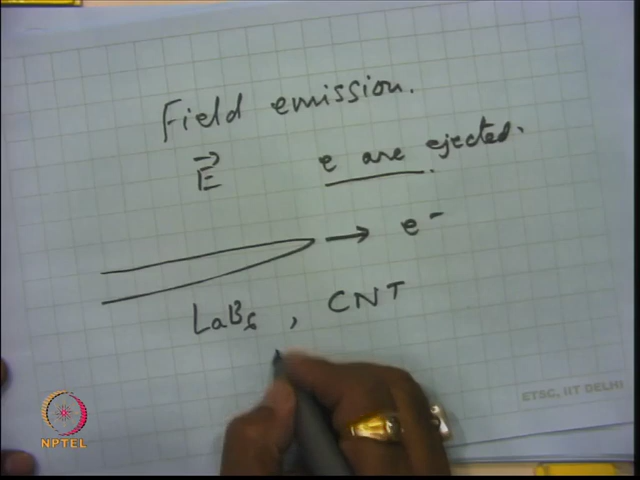 Field emission.
E e are ejected.
e-
LaB6, CNT
ETSC, IIT DELHI
NPTEL